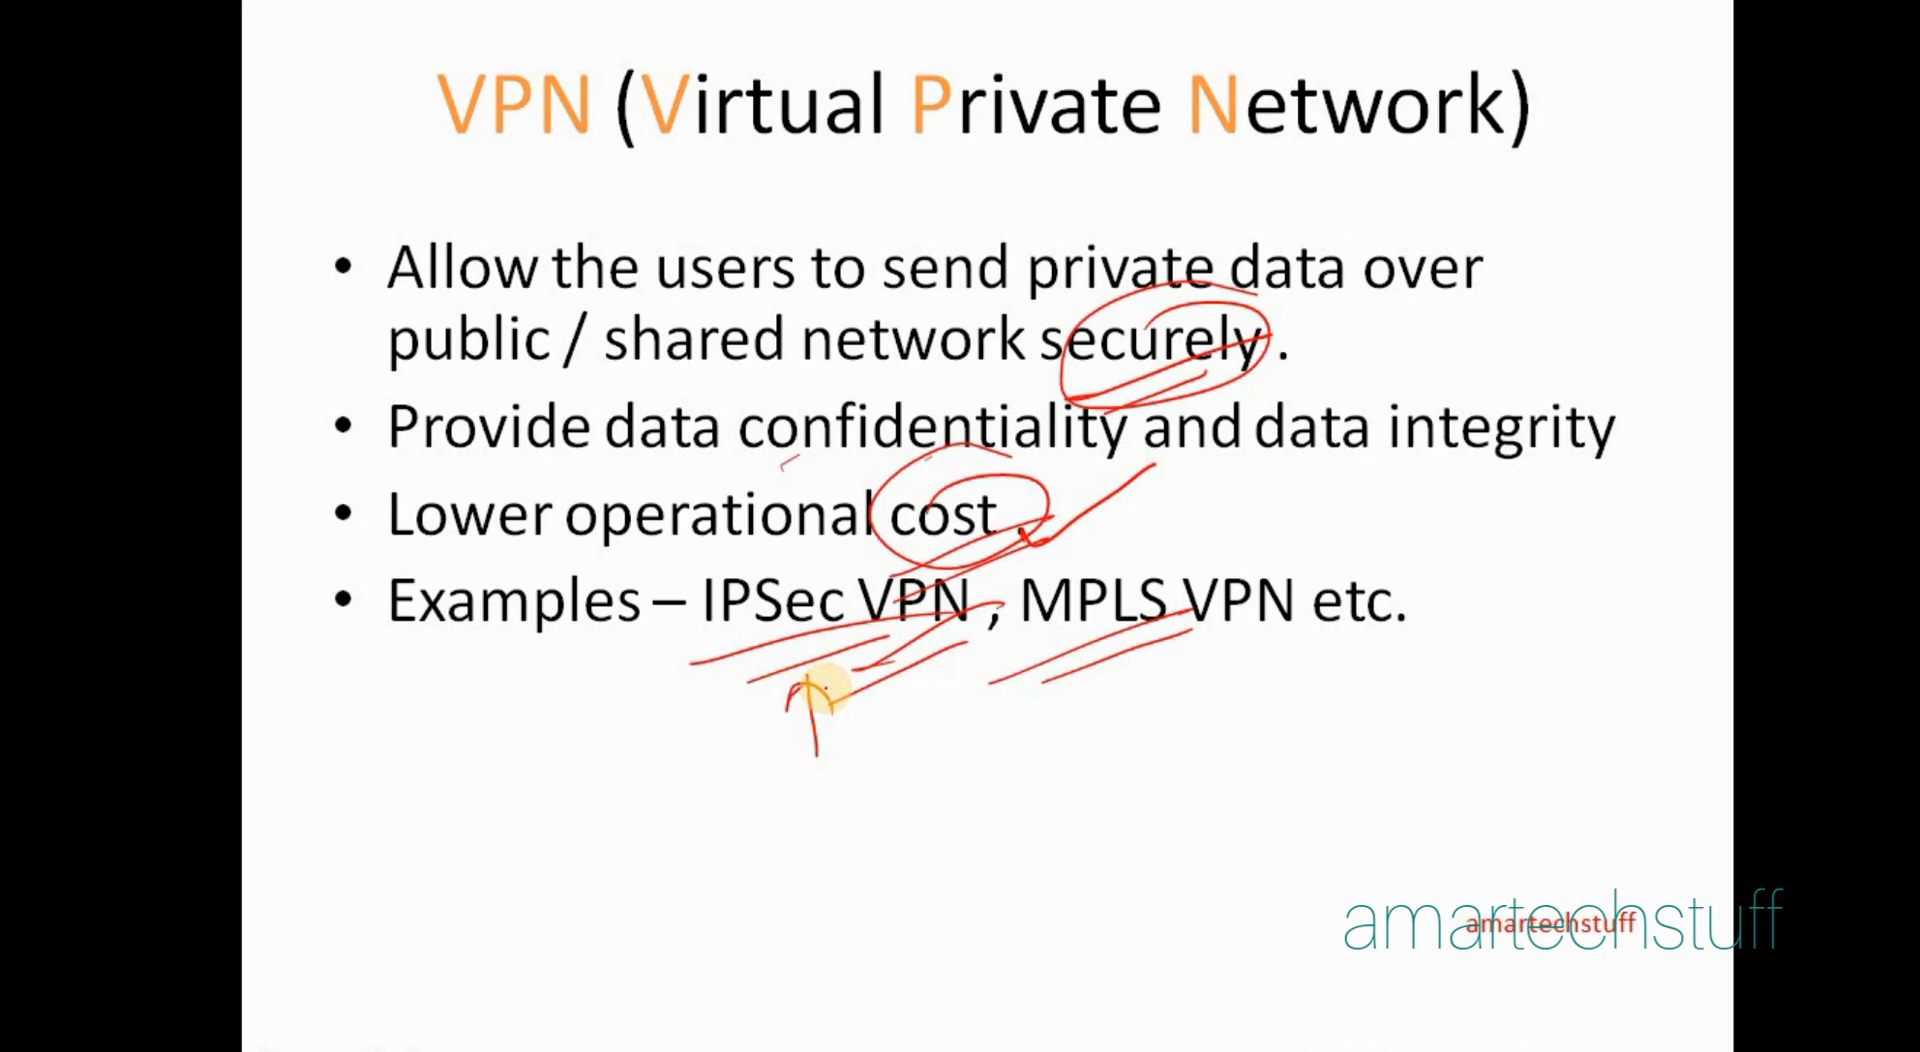 VPN (Virtual Private Network)
• Allow the users to send private data over
public / shared network securely .
• Provide data confidentiality and data integrity
• Lower operational cost .
• Examples – IPSec VPN , MPLS VPN etc.
amartechstuff
amartechstuff